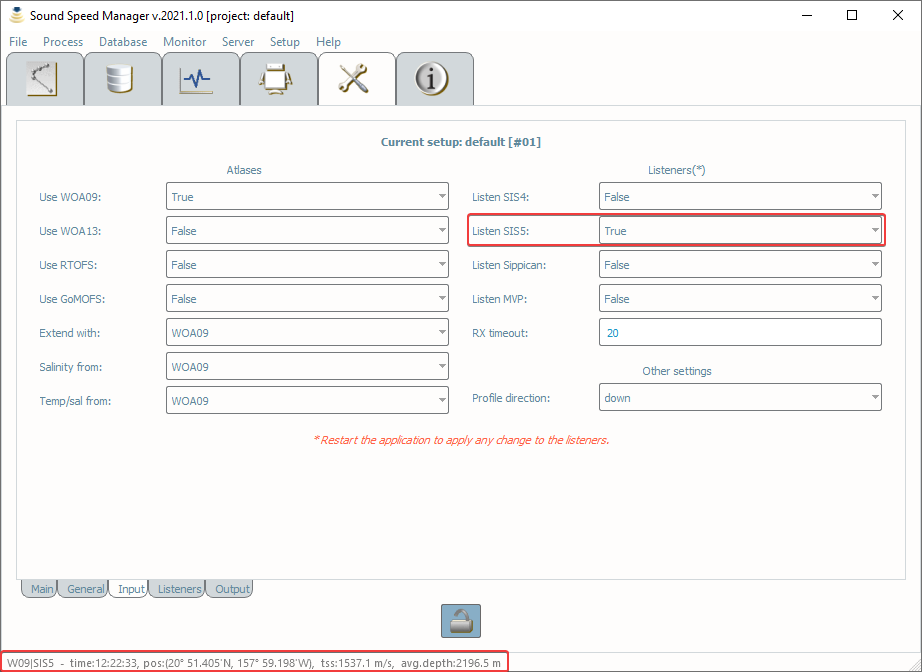 Sound Speed Manager v.2021.1.0 [project: default]
File Process Database Monitor Server Setup Help
Current setup: default [#01]
Atlases
Listeners(*)
Use WOA09: True
Listen SIS4: False
Use WOA13: False
Listen SIS5: True
Use RTOFS: False
Listen Sippican: False
Use GoMOFS: False
Listen MVP: False
Extend with: WOA09
RX timeout: 20
Salinity from: WOA09
Other settings
Temp/sal from: WOA09
Profile direction: down
*Restart the application to apply any change to the listeners.
Main General Input Listeners Output
W09|SIS5 - time:12:22:33, pos:(20° 51.405'N, 157° 59.198'W), tss:1537.1 m/s, avg.depth:2196.5 m